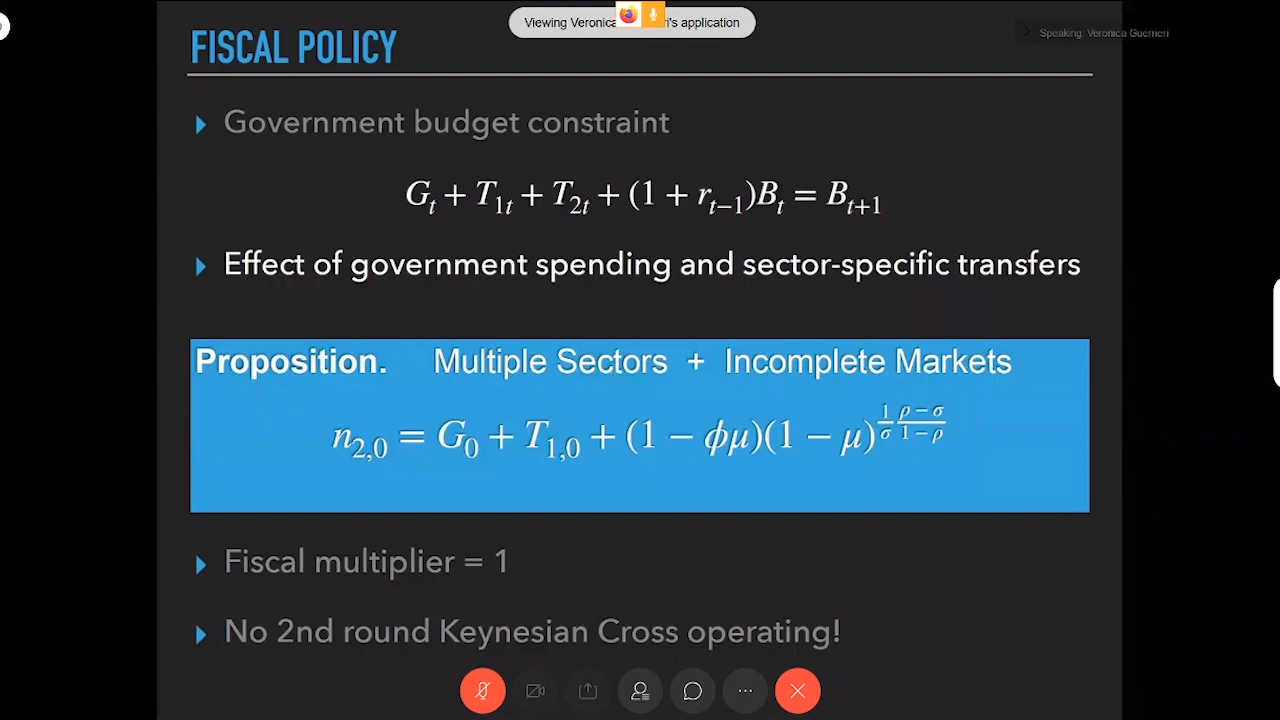 Viewing Veronica ri's application
FISCAL POLICY
Speaking: Veronica Guerrieri
Government budget constraint
G_t + T_{1t} + T_{2t} + (1 + r_{t−1})B_t = B_{t+1}
Effect of government spending and sector-specific transfers
Proposition. Multiple Sectors + Incomplete Markets
n_{2,0} = G_0 + T_{1,0} + (1 − ϕμ)(1 − μ)^{\frac{1}{σ}\frac{ρ−σ}{1−ρ}}
Fiscal multiplier = 1
No 2nd round Keynesian Cross operating!